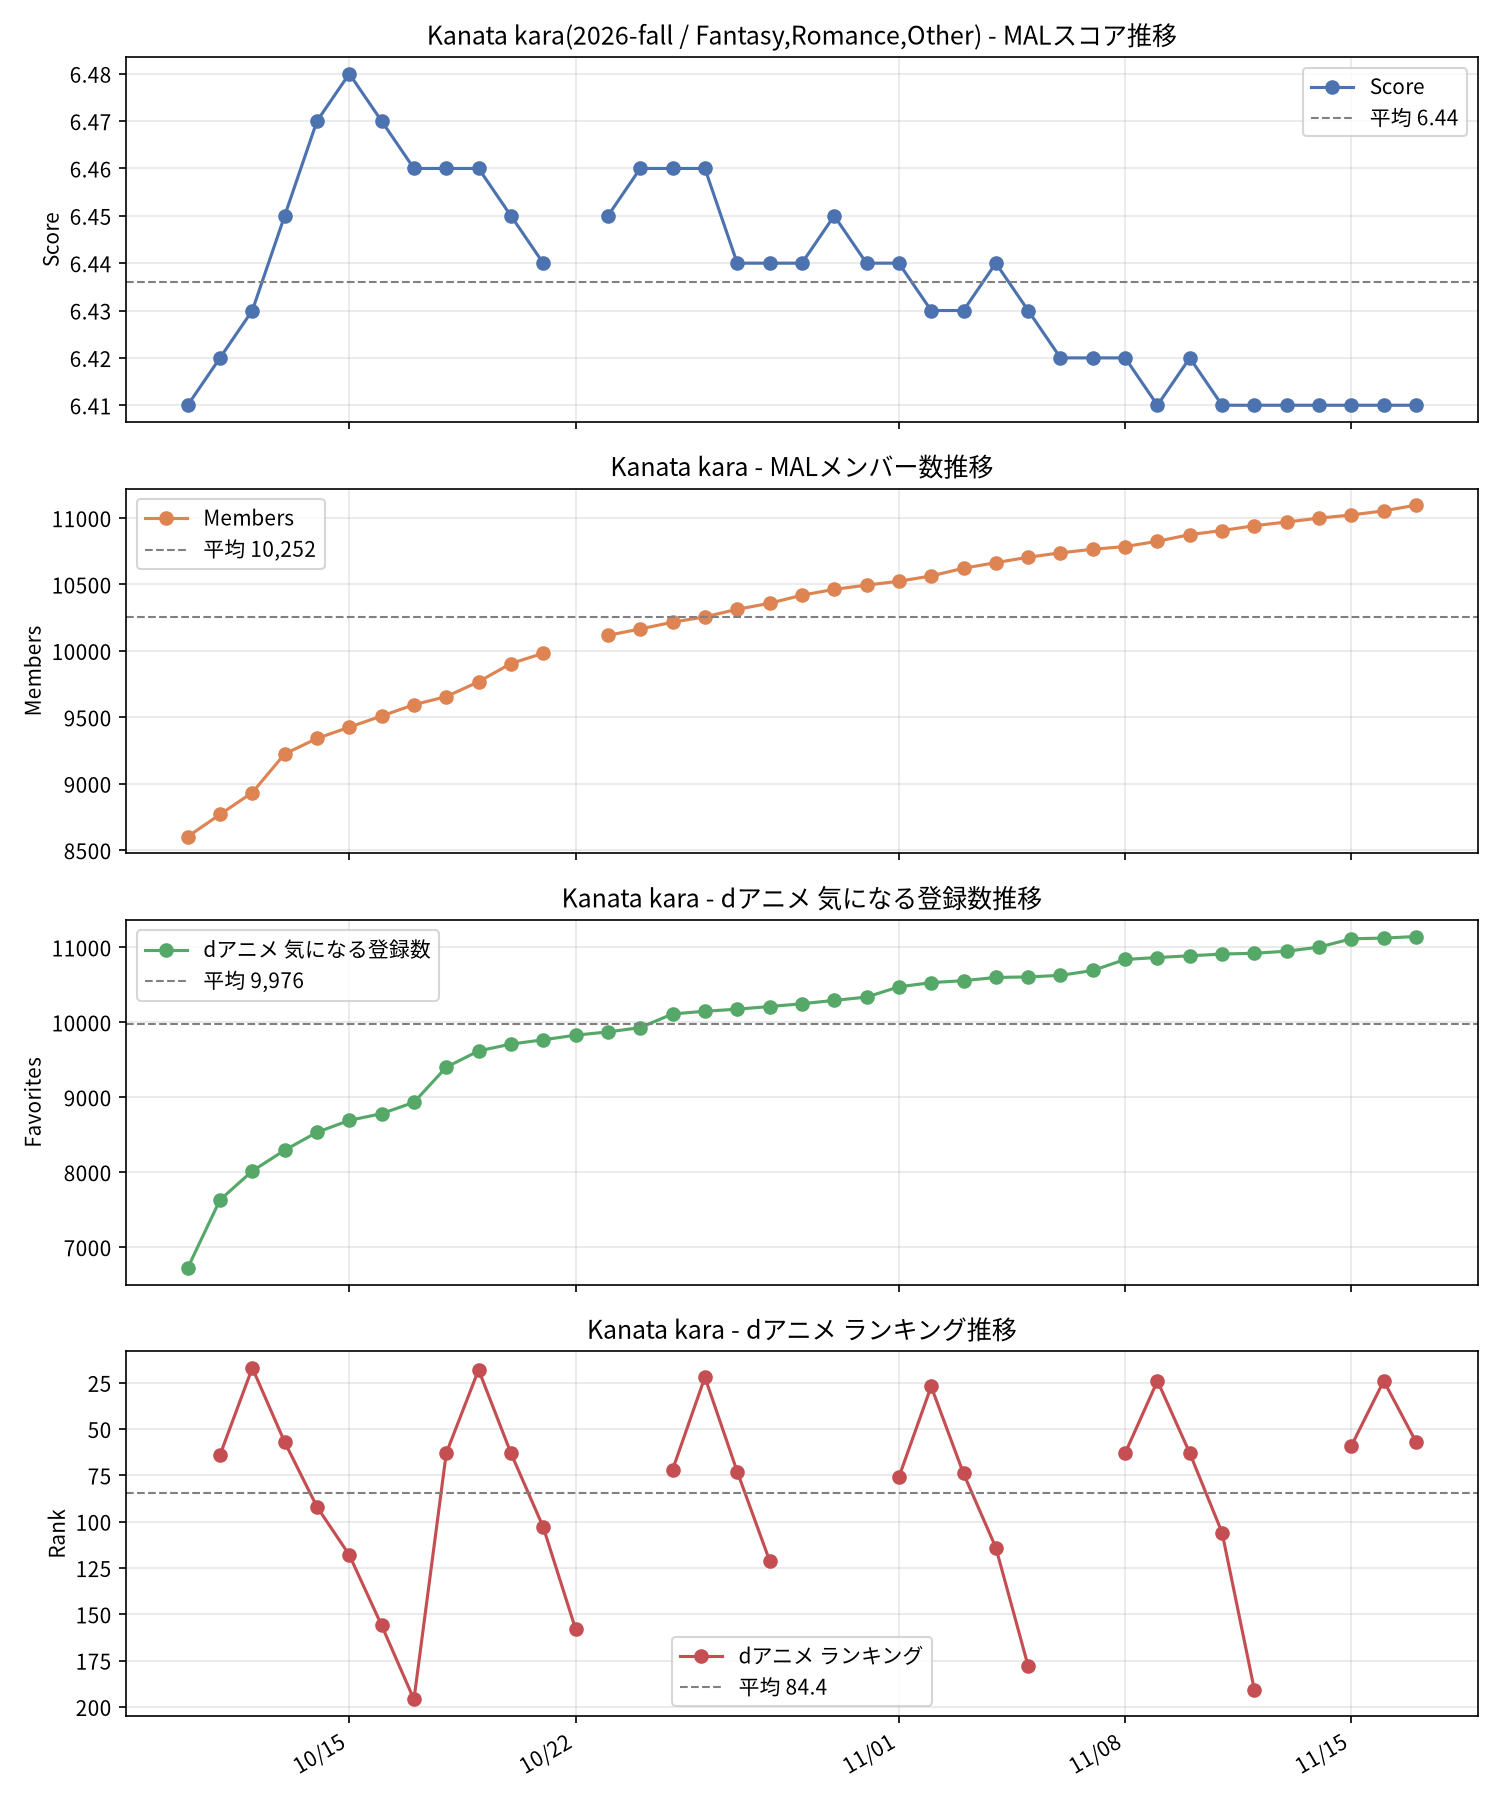 Kanata kara(2026-fall / Fantasy,Romance,Other) - MALスコア推移
Score
6.48
6.47
6.46
6.45
6.44
6.43
6.42
6.41
Score
平均 6.44
Kanata kara - MALメンバー数推移
Members
11000
10500
10000
9500
9000
8500
Members
平均 10,252
Kanata kara - dアニメ 気になる登録数推移
Favorites
11000
10000
9000
8000
7000
dアニメ 気になる登録数
平均 9,976
Kanata kara - dアニメ ランキング推移
Rank
25
50
75
100
125
150
175
200
dアニメ ランキング
平均 84.4
10/15
10/22
11/01
11/08
11/15